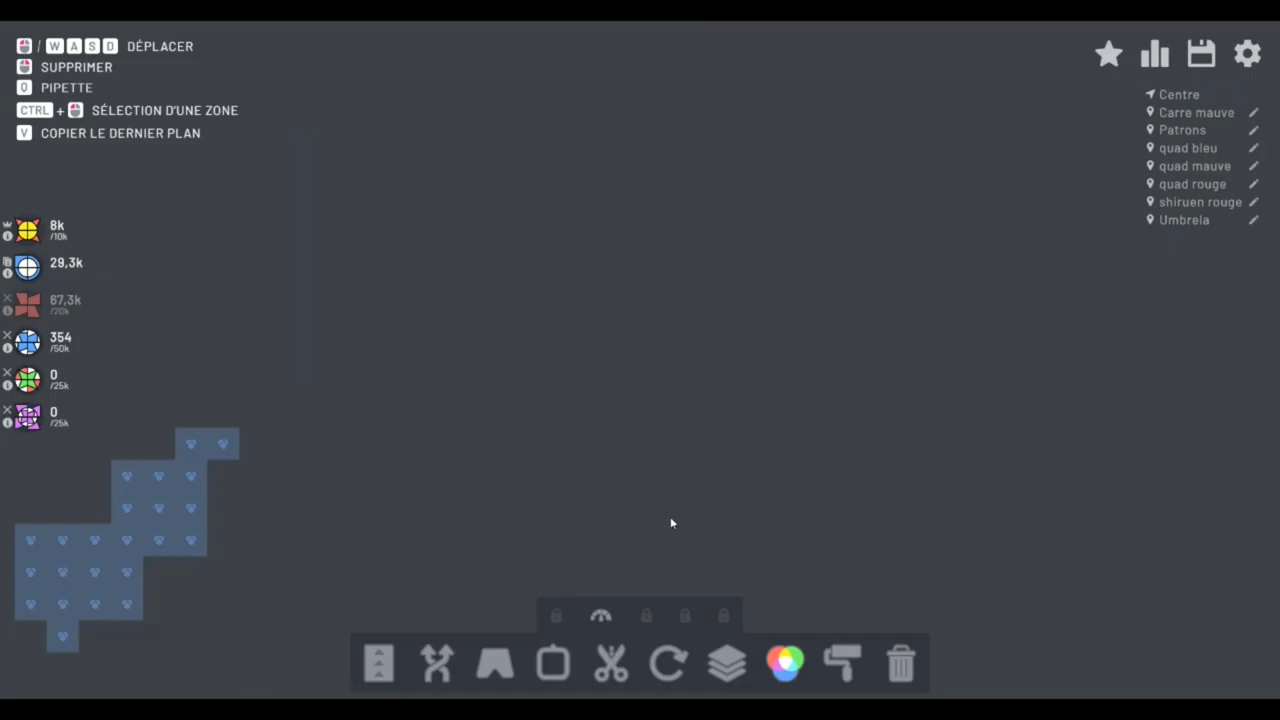 / W A S D DÉPLACER
SUPPRIMER
Q PIPETTE
CTRL + SÉLECTION D'UNE ZONE
V COPIER LE DERNIER PLAN
Centre
Carre mauve
Patrons
quad bleu
quad mauve
quad rouge
shiruen rouge
Umbrela
8k
/10k
29,3k
67,3k
/20k
354
/50k
0
/25k
0
/25k